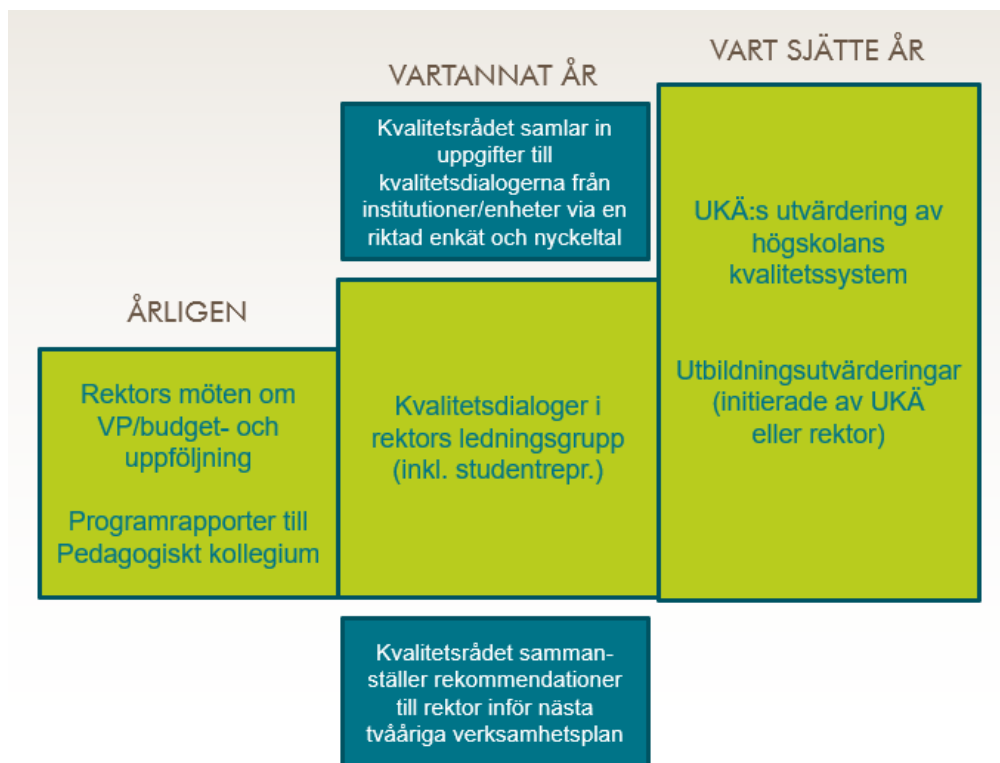 ÅRLIGEN
Rektors möten om
VP/budget- och
uppföljning
Programrapporter till
Pedagogiskt kollegium
VARTANNAT ÅR
Kvalitetsrådet samlar in
uppgifter till
kvalitetsdialogerna från
institutioner/enheter via en
riktad enkät och nyckeltal
Kvalitetsdialoger i
rektors ledningsgrupp
(inkl. studentrepr.)
Kvalitetsrådet samman-
ställer rekommendationer
till rektor inför nästa
tvååriga verksamhetsplan
VART SJÄTTE ÅR
UKÄ:s utvärdering av
högskolans
kvalitetssystem
Utbildningsutvärderingar
(initierade av UKÄ
eller rektor)